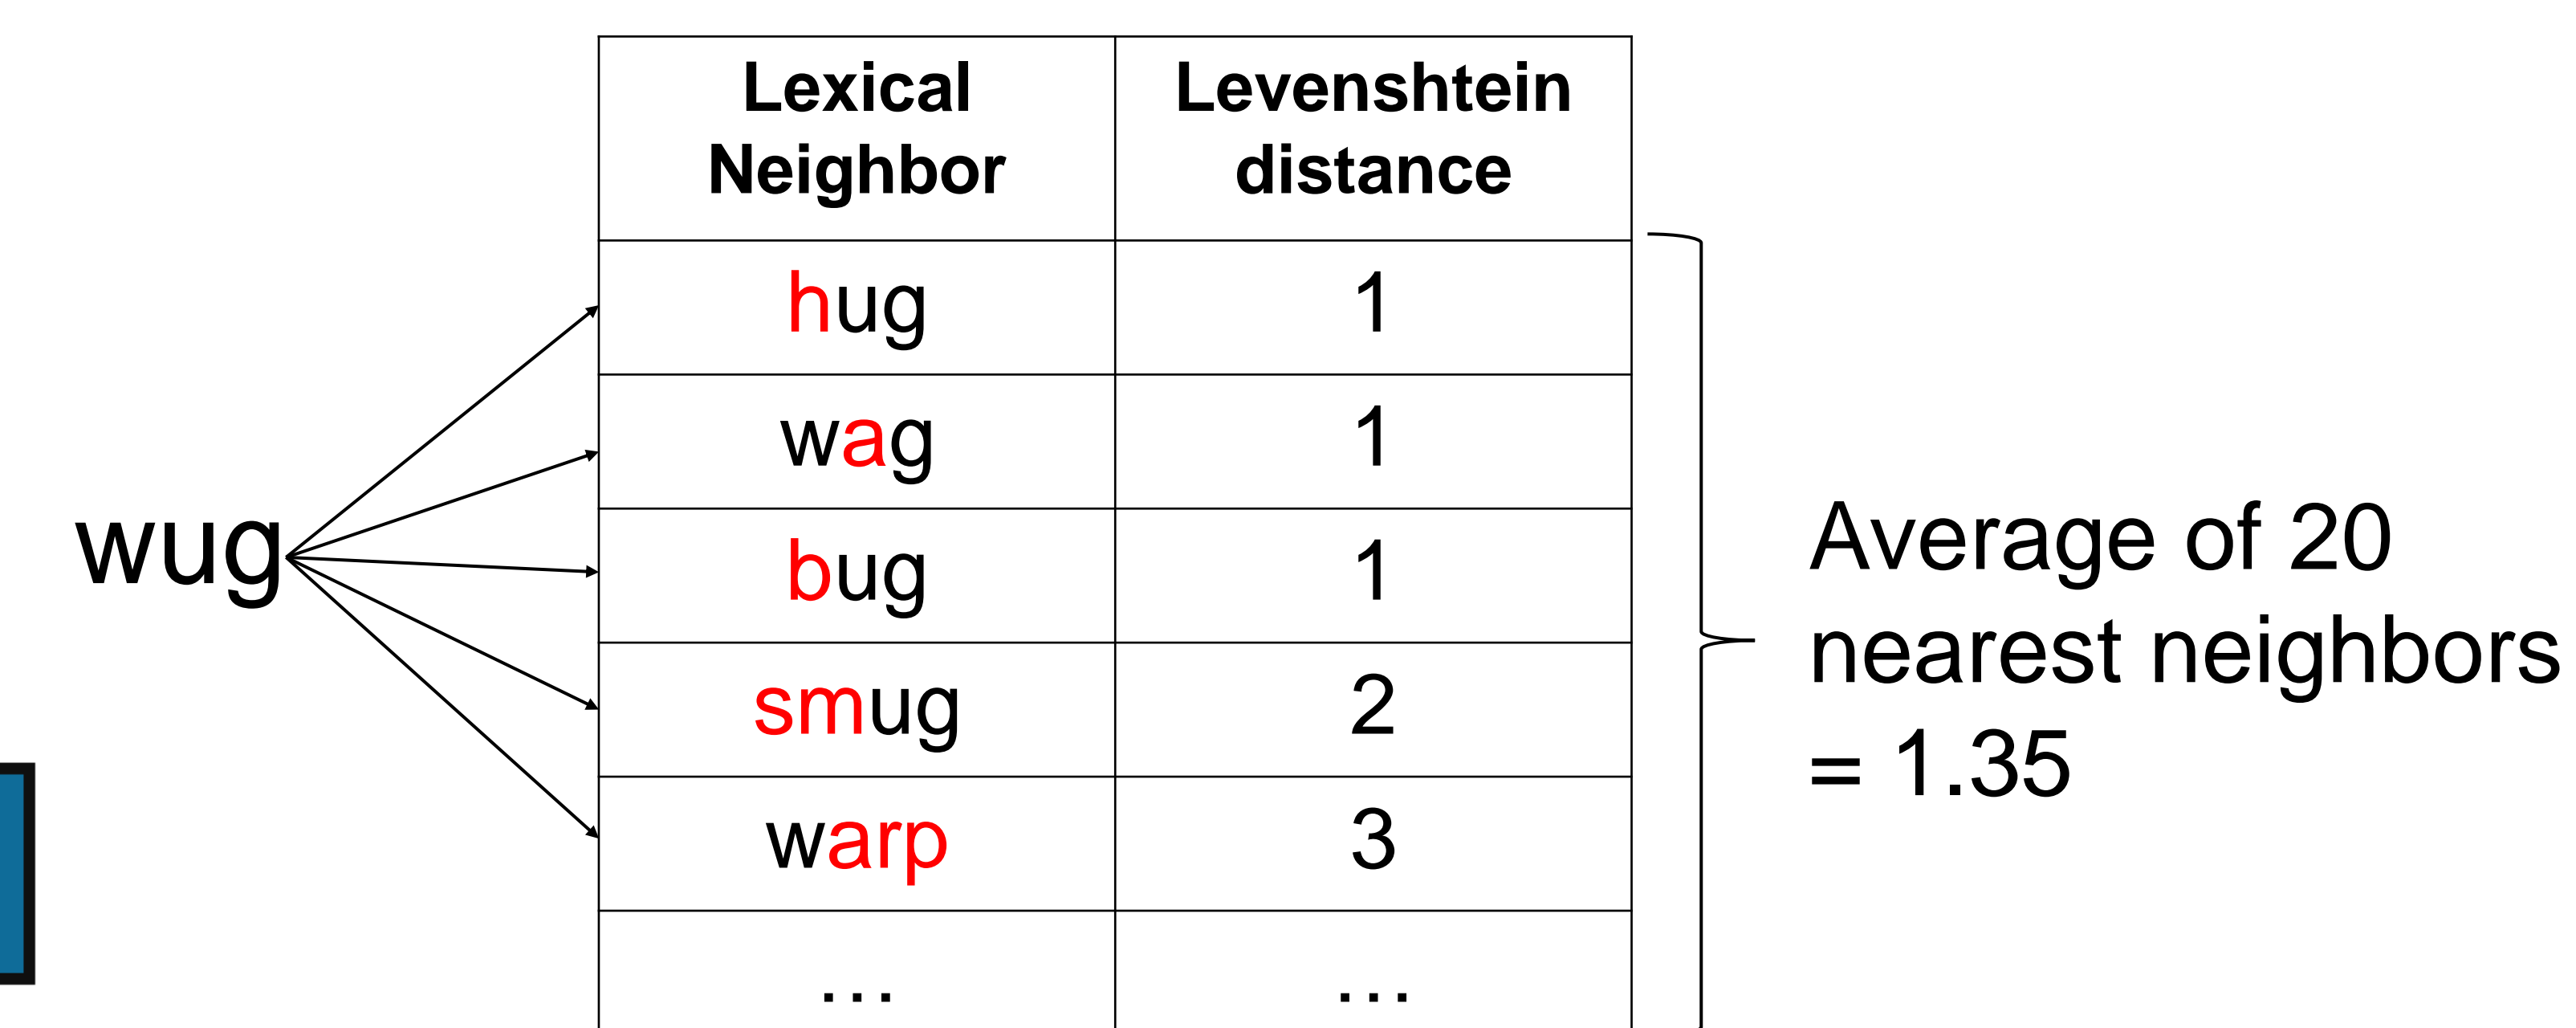 Lexical Neighbor
Levenshtein distance
hug 1
wag 1
wug
bug 1
smug 2
warp 3
… …
Average of 20
nearest neighbors
= 1.35